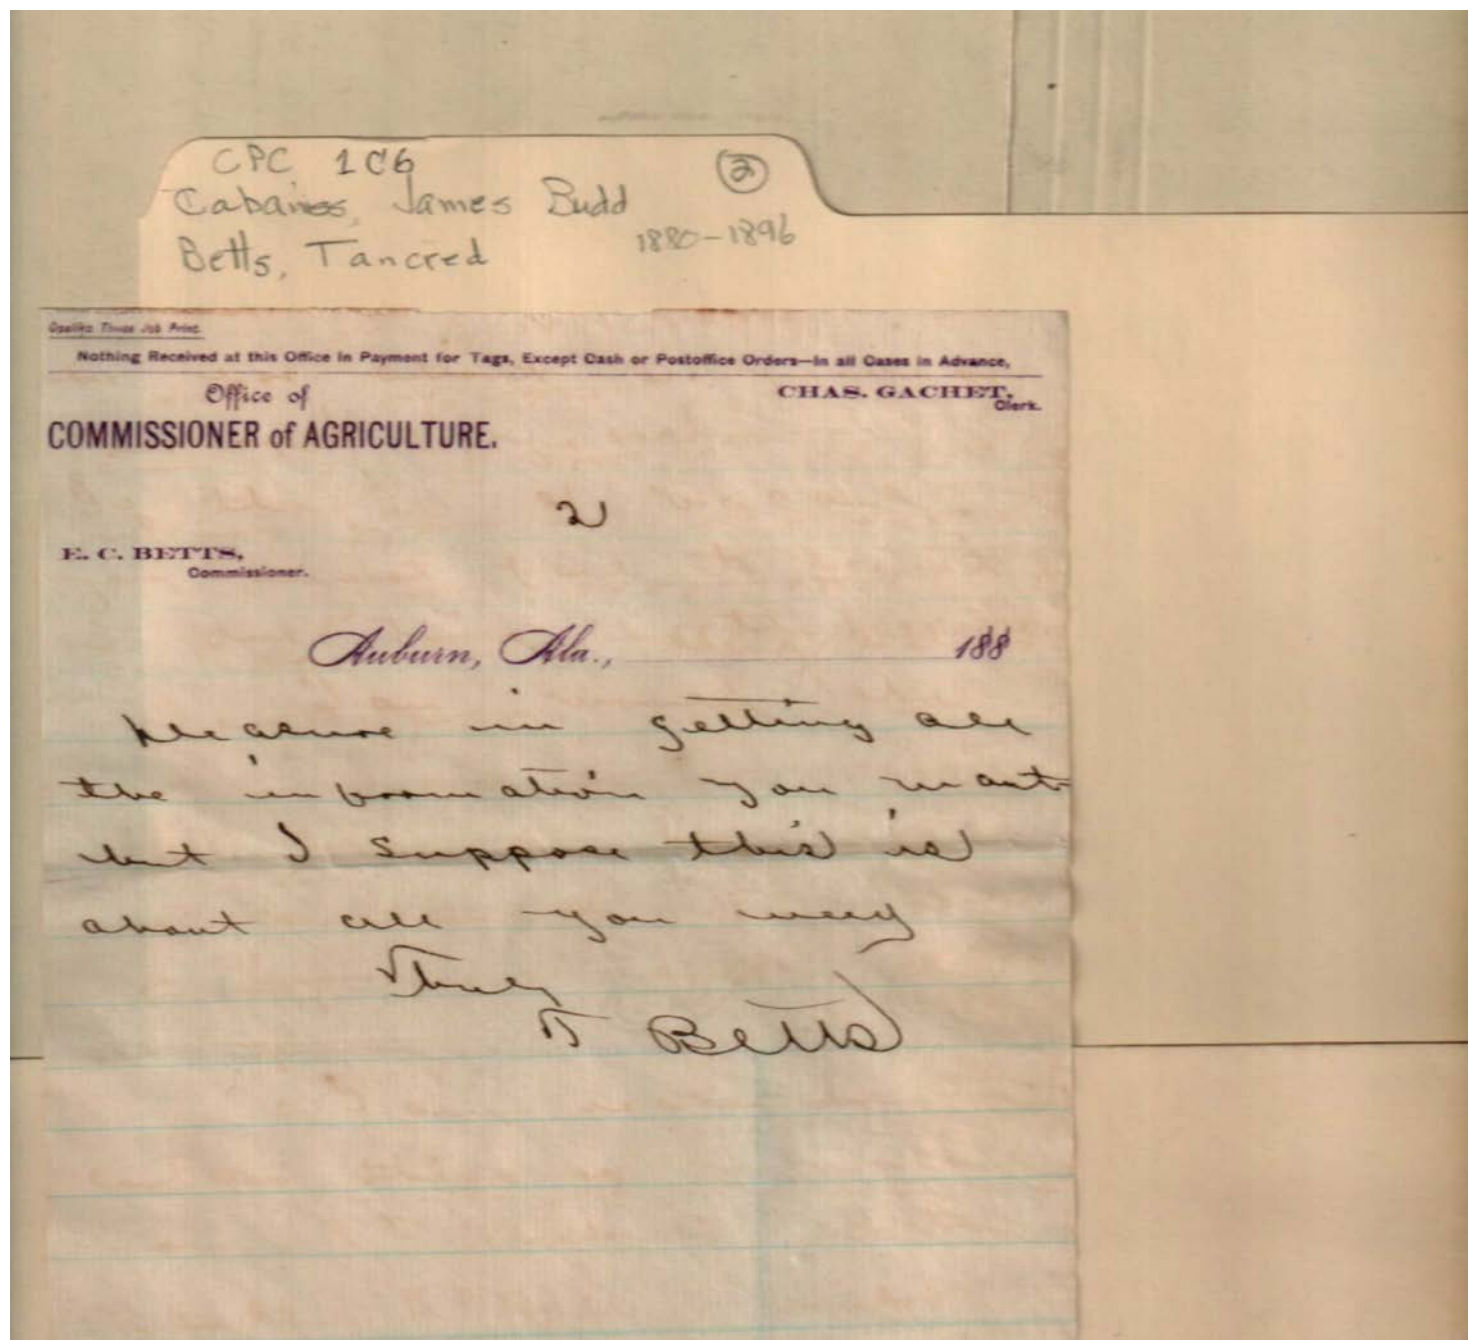 CPC 1C6 ②
Cabaniss, James Budd
1880-1896
Betts, Tancred
Opelika Times Job Print.
Nothing Received at this Office in Payment for Tags, Except Cash or Postoffice Orders—In all Cases in Advance,
Office of
CHAS. GACHET,
Clerk.
COMMISSIONER of AGRICULTURE.
2
E. C. BETTS,
Commissioner.
Auburn, Ala., 188
pleasure in getting all
the information you want
but I suppose this is
about all you need
Truly
T Betts